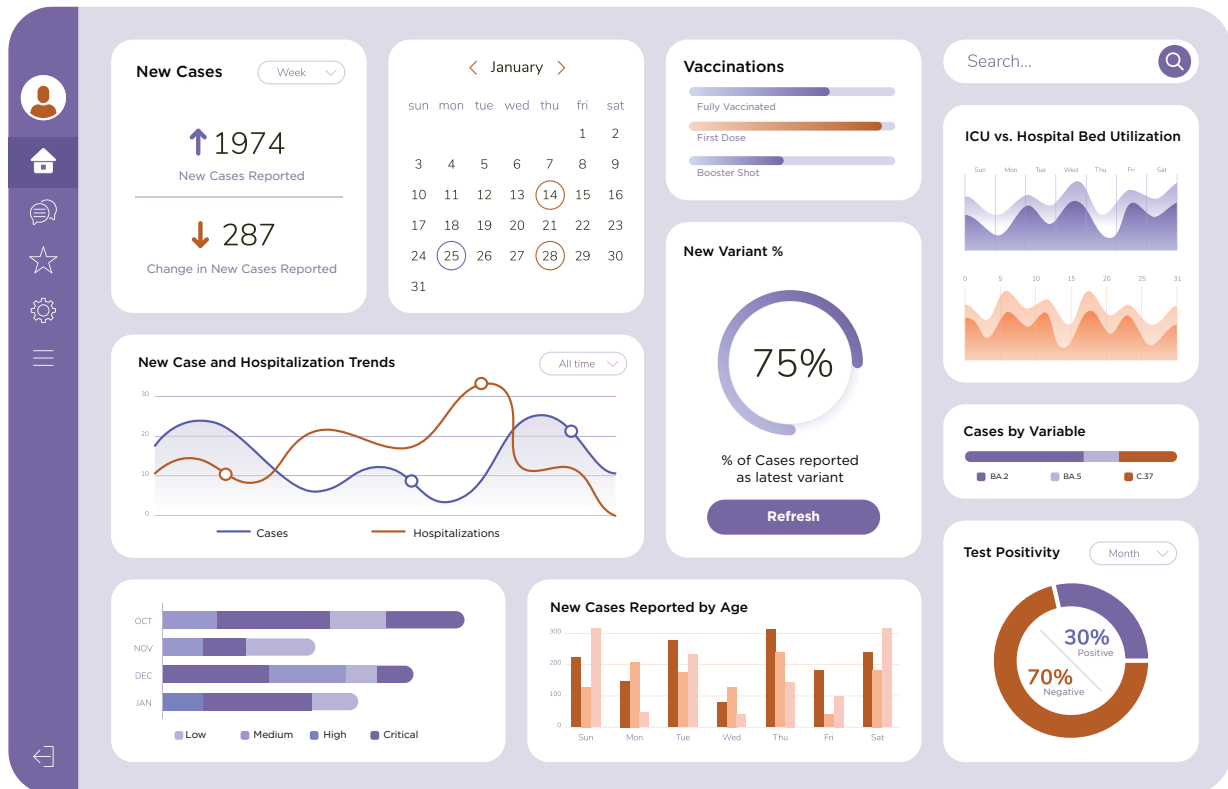 New Cases
Week
1974
New Cases Reported
287
Change in New Cases Reported
January
sun mon tue wed thu fri sat
1 2
3 4 5 6 7 8 9
10 11 12 13 14 15 16
17 18 19 20 21 22 23
24 25 26 27 28 29 30
31
Vaccinations
Fully Vaccinated
First Dose
Booster Shot
Search...
ICU vs. Hospital Bed Utilization
Sun Mon Tue Wed Thu Fri Sat
0 5 10 15 20 25 31
New Case and Hospitalization Trends
All time
30
20
10
0
Cases Hospitalizations
New Variant %
75%
% of Cases reported
as latest variant
Refresh
Cases by Variable
BA.2 BA.5 C.37
OCT
NOV
DEC
JAN
Low Medium High Critical
New Cases Reported by Age
300
200
100
0
Sun Mon Tue Wed Thu Fri Sat
Test Positivity
Month
30%
Positive
70%
Negative